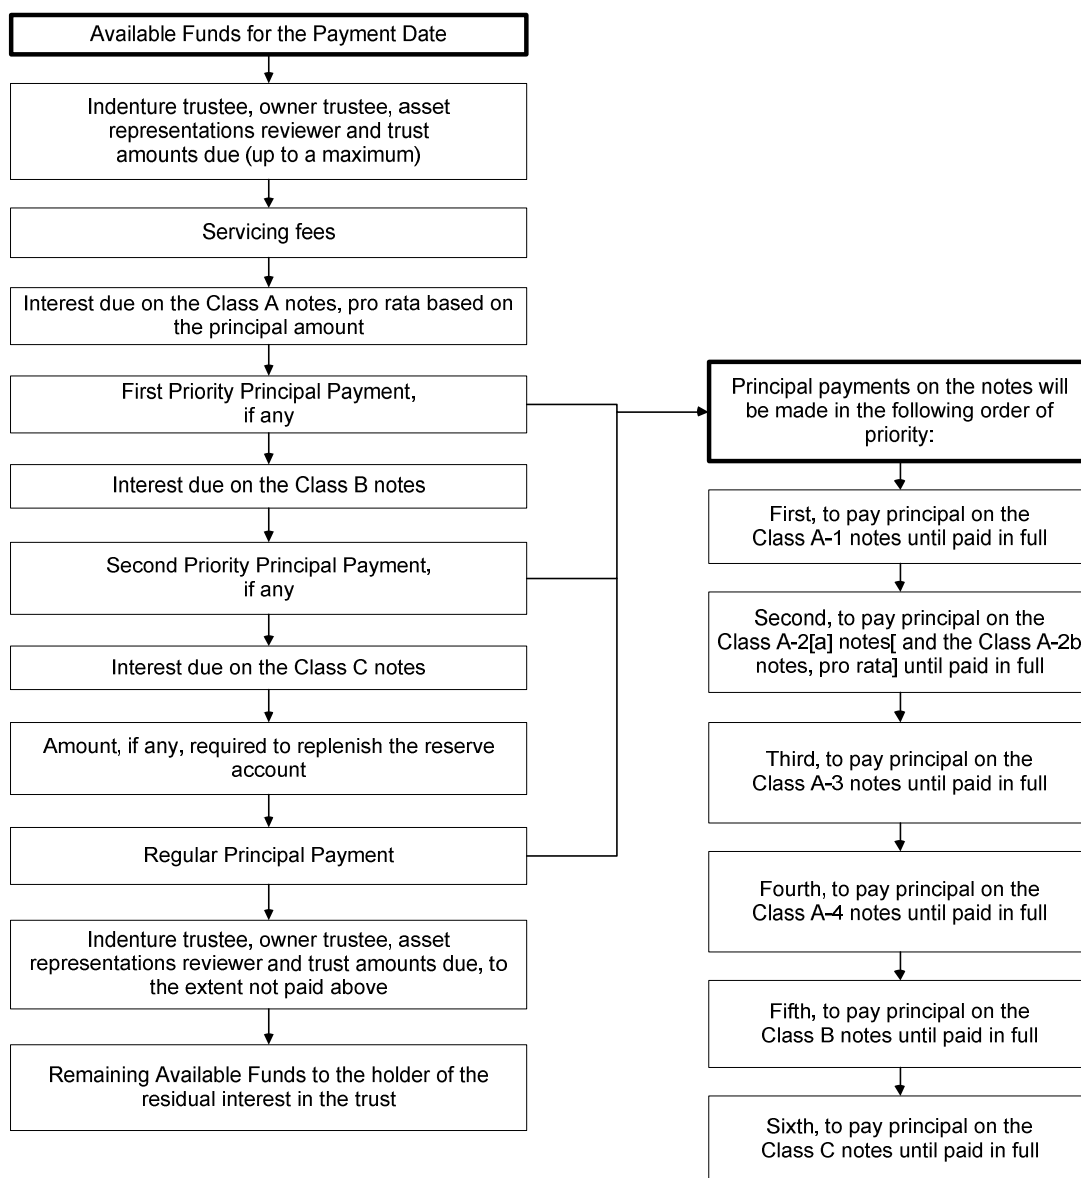 Available Funds for the Payment Date
Indenture trustee, owner trustee, asset
representations reviewer and trust
amounts due (up to a maximum)
Servicing fees
Interest due on the Class A notes, pro rata based on
the principal amount
First Priority Principal Payment,
if any
Interest due on the Class B notes
Second Priority Principal Payment,
if any
Interest due on the Class C notes
Amount, if any, required to replenish the reserve
account
Regular Principal Payment
Indenture trustee, owner trustee, asset
representations reviewer and trust amounts due, to
the extent not paid above
Remaining Available Funds to the holder of the
residual interest in the trust
Principal payments on the notes will
be made in the following order of
priority:
First, to pay principal on the
Class A-1 notes until paid in full
Second, to pay principal on the
Class A-2[a] notes[ and the Class A-2b
notes, pro rata] until paid in full
Third, to pay principal on the
Class A-3 notes until paid in full
Fourth, to pay principal on the
Class A-4 notes until paid in full
Fifth, to pay principal on the
Class B notes until paid in full
Sixth, to pay principal on the
Class C notes until paid in full